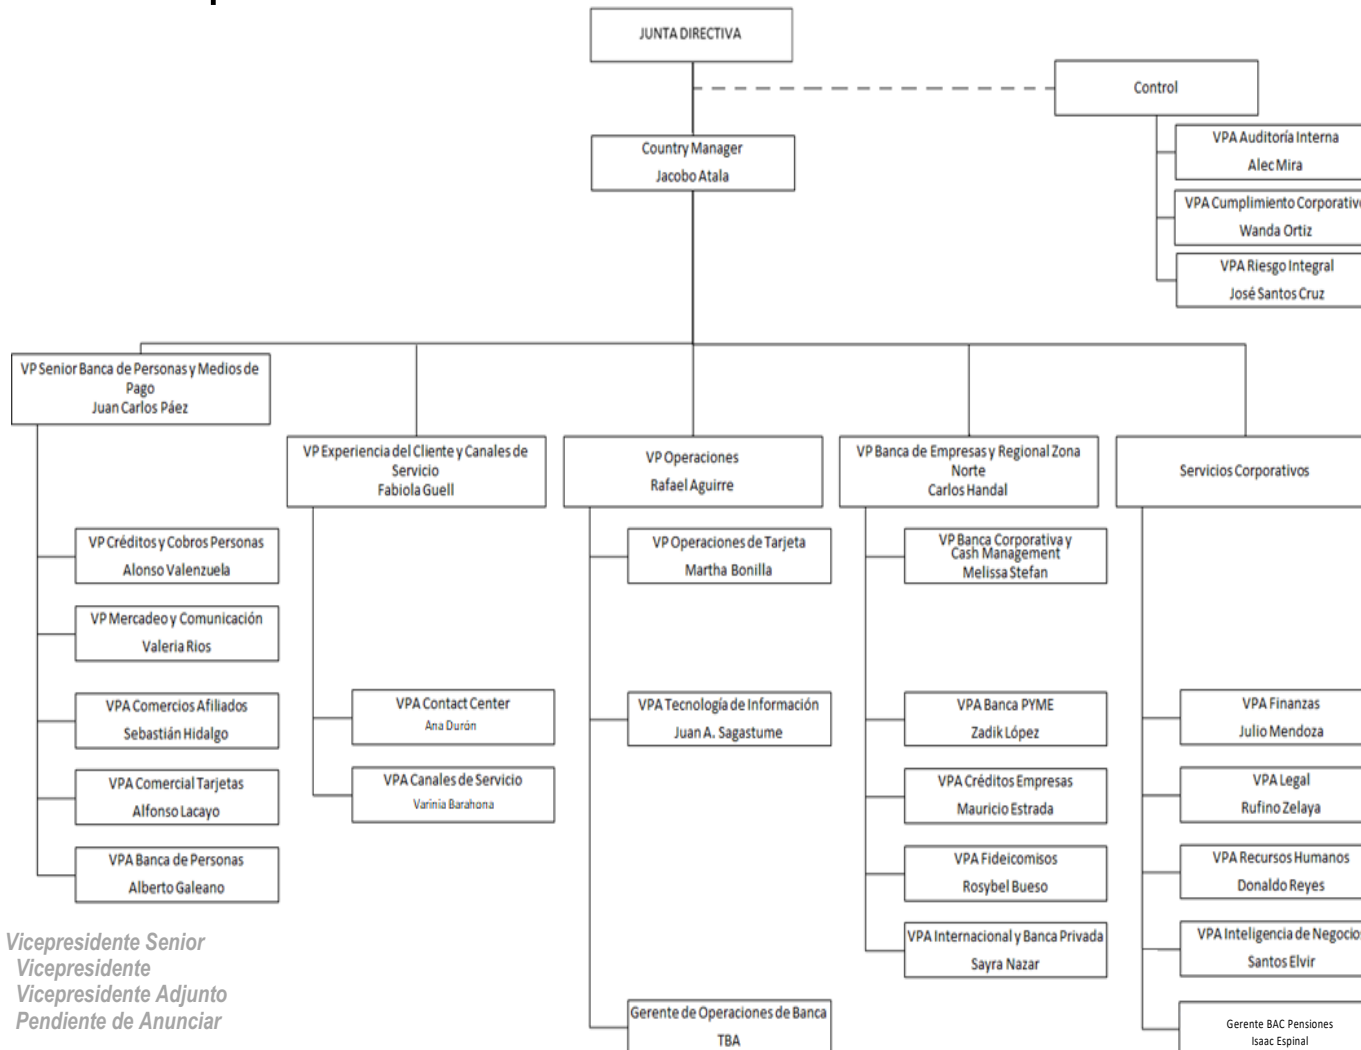 JUNTA DIRECTIVA
Control
Country Manager
Jacobo Atala
VPA Auditoría Interna
Alec Mira
VPA Cumplimiento Corporativo
Wanda Ortiz
VPA Riesgo Integral
José Santos Cruz
VP Senior Banca de Personas y Medios de
Pago
Juan Carlos Páez
VP Créditos y Cobros Personas
Alonso Valenzuela
VP Mercadeo y Comunicación
Valeria Rios
VPA Comercios Afiliados
Sebastián Hidalgo
VPA Comercial Tarjetas
Alfonso Lacayo
VPA Banca de Personas
Alberto Galeano
VP Experiencia del Cliente y Canales de
Servicio
Fabiola Guell
VPA Contact Center
Ana Durón
VPA Canales de Servicio
Varinia Barahona
VP Operaciones
Rafael Aguirre
VP Operaciones de Tarjeta
Martha Bonilla
VPA Tecnología de Información
Juan A. Sagastume
Gerente de Operaciones de Banca
TBA
VP Banca de Empresas y Regional Zona
Norte
Carlos Handal
VP Banca Corporativa y
Cash Management
Melissa Stefan
VPA Banca PYME
Zadik López
VPA Créditos Empresas
Mauricio Estrada
VPA Fideicomisos
Rosybel Bueso
VPA Internacional y Banca Privada
Sayra Nazar
Servicios Corporativos
VPA Finanzas
Julio Mendoza
VPA Legal
Rufino Zelaya
VPA Recursos Humanos
Donaldo Reyes
VPA Inteligencia de Negocios
Santos Elvir
Gerente BAC Pensiones
Isaac Espinal
Vicepresidente Senior
Vicepresidente
Vicepresidente Adjunto
Pendiente de Anunciar